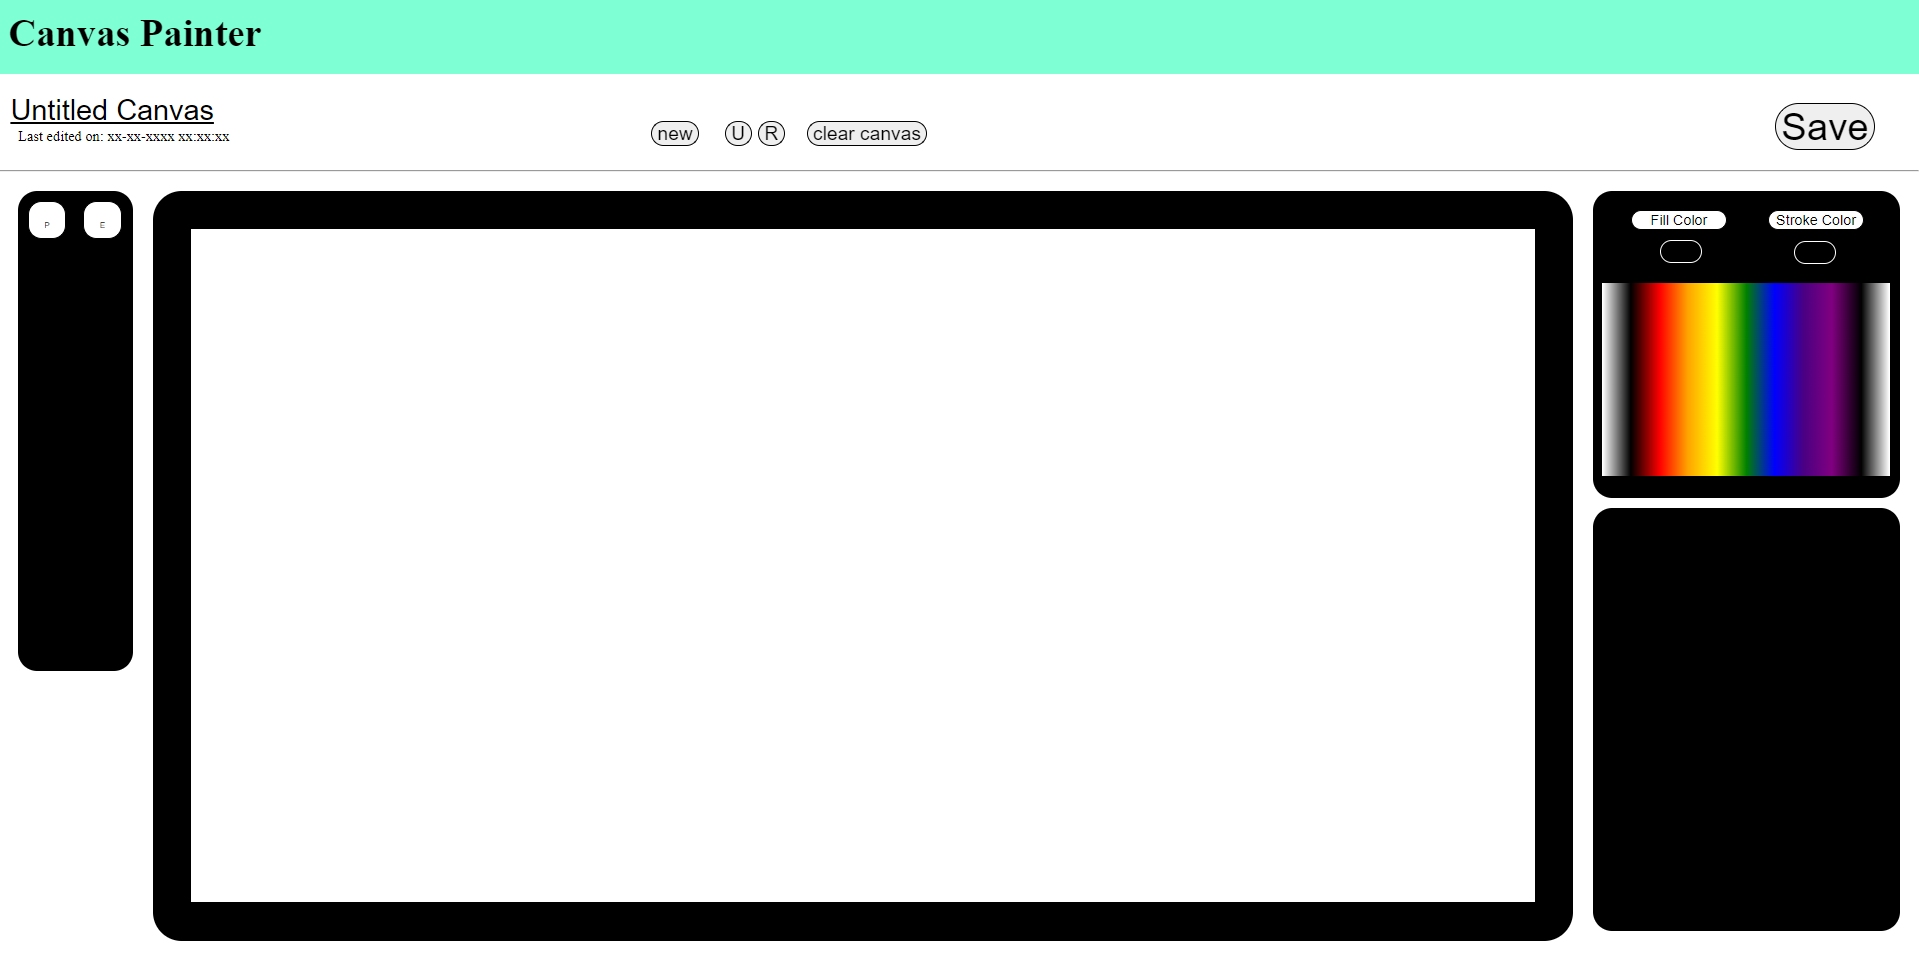 Canvas Painter
Untitled Canvas
Last edited on: xx-xx-xxxx xx:xx:xx
new U R clear canvas
Save
P E
Fill Color Stroke Color